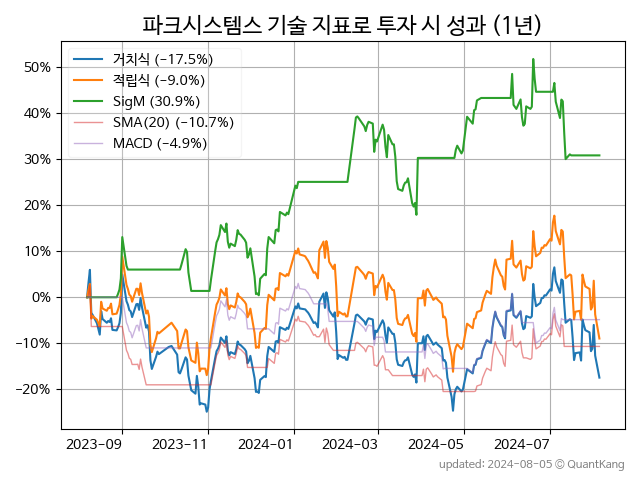 파크시스템스 기술 지표로 투자 시 성과 (1년)
거치식 (−17.5%)
적립식 (−9.0%)
SigM (30.9%)
SMA(20) (−10.7%)
MACD (−4.9%)
50%
40%
30%
20%
10%
0%
−10%
−20%
2023-09 2023-11 2024-01 2024-03 2024-05 2024-07
updated: 2024-08-05 © QuantKang